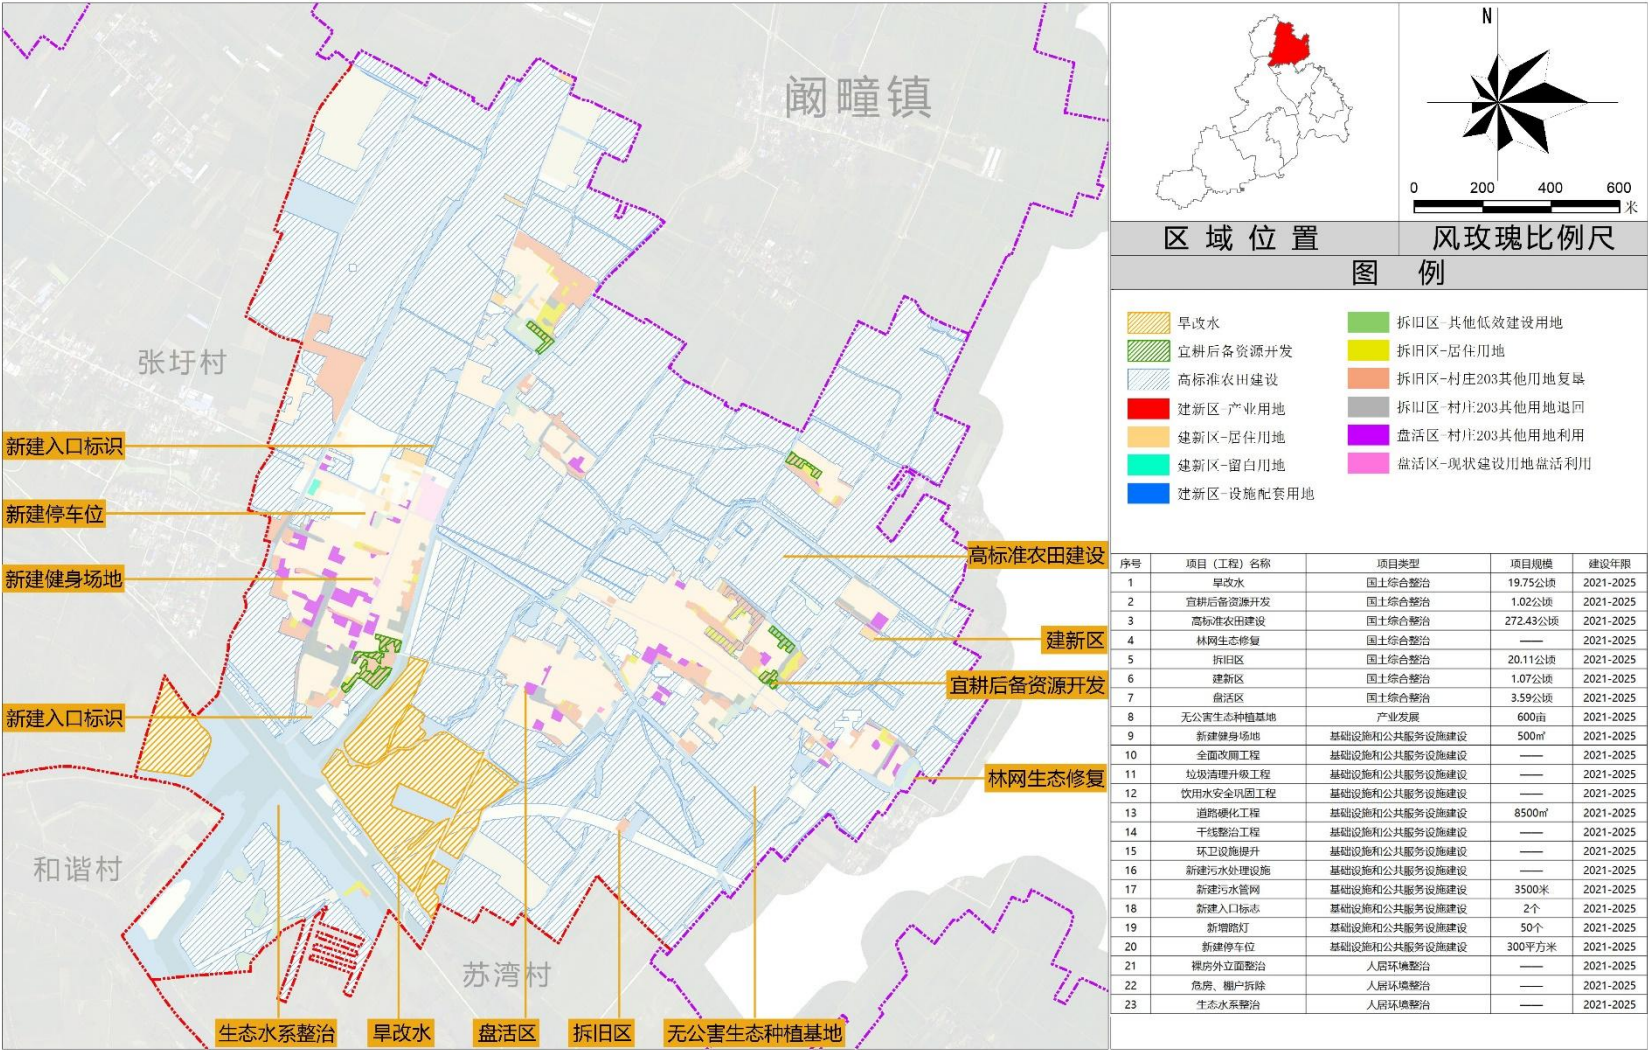 阚疃镇
张圩村
新建入口标识
新建停车位
新建健身场地
新建入口标识
和谐村
苏湾村
高标准农田建设
建新区
宜耕后备资源开发
林网生态修复
生态水系整治
旱改水
盘活区
拆旧区
无公害生态种植基地
N
0 200 400 600 米
区域位置
风玫瑰比例尺
图 例
旱改水
宜耕后备资源开发
高标准农田建设
建新区-产业用地
建新区-居住用地
建新区-留白用地
建新区-设施配套用地
拆旧区-其他低效建设用地
拆旧区-居住用地
拆旧区-村庄203其他用地复垦
拆旧区-村庄203其他用地退回
盘活区-村庄203其他用地利用
盘活区-现状建设用地盘活利用
序号 项目（工程）名称 项目类型 项目规模 建设年限
1 旱改水 国土综合整治 19.75公顷 2021-2025
2 宜耕后备资源开发 国土综合整治 1.02公顷 2021-2025
3 高标准农田建设 国土综合整治 272.43公顷 2021-2025
4 林网生态修复 国土综合整治 —— 2021-2025
5 拆旧区 国土综合整治 20.11公顷 2021-2025
6 建新区 国土综合整治 1.07公顷 2021-2025
7 盘活区 国土综合整治 3.59公顷 2021-2025
8 无公害生态种植基地 产业发展 600亩 2021-2025
9 新建健身场地 基础设施和公共服务设施建设 500㎡ 2021-2025
10 全面改厕工程 基础设施和公共服务设施建设 —— 2021-2025
11 垃圾清理升级工程 基础设施和公共服务设施建设 —— 2021-2025
12 饮用水安全巩固工程 基础设施和公共服务设施建设 —— 2021-2025
13 道路硬化工程 基础设施和公共服务设施建设 8500㎡ 2021-2025
14 干线整治工程 基础设施和公共服务设施建设 —— 2021-2025
15 环卫设施提升 基础设施和公共服务设施建设 —— 2021-2025
16 新建污水处理设施 基础设施和公共服务设施建设 —— 2021-2025
17 新建污水管网 基础设施和公共服务设施建设 3500米 2021-2025
18 新建入口标志 基础设施和公共服务设施建设 2个 2021-2025
19 新增路灯 基础设施和公共服务设施建设 50个 2021-2025
20 新建停车位 基础设施和公共服务设施建设 300平方米 2021-2025
21 裸房外立面整治 人居环境整治 —— 2021-2025
22 危房、棚户拆除 人居环境整治 —— 2021-2025
23 生态水系整治 人居环境整治 —— 2021-2025